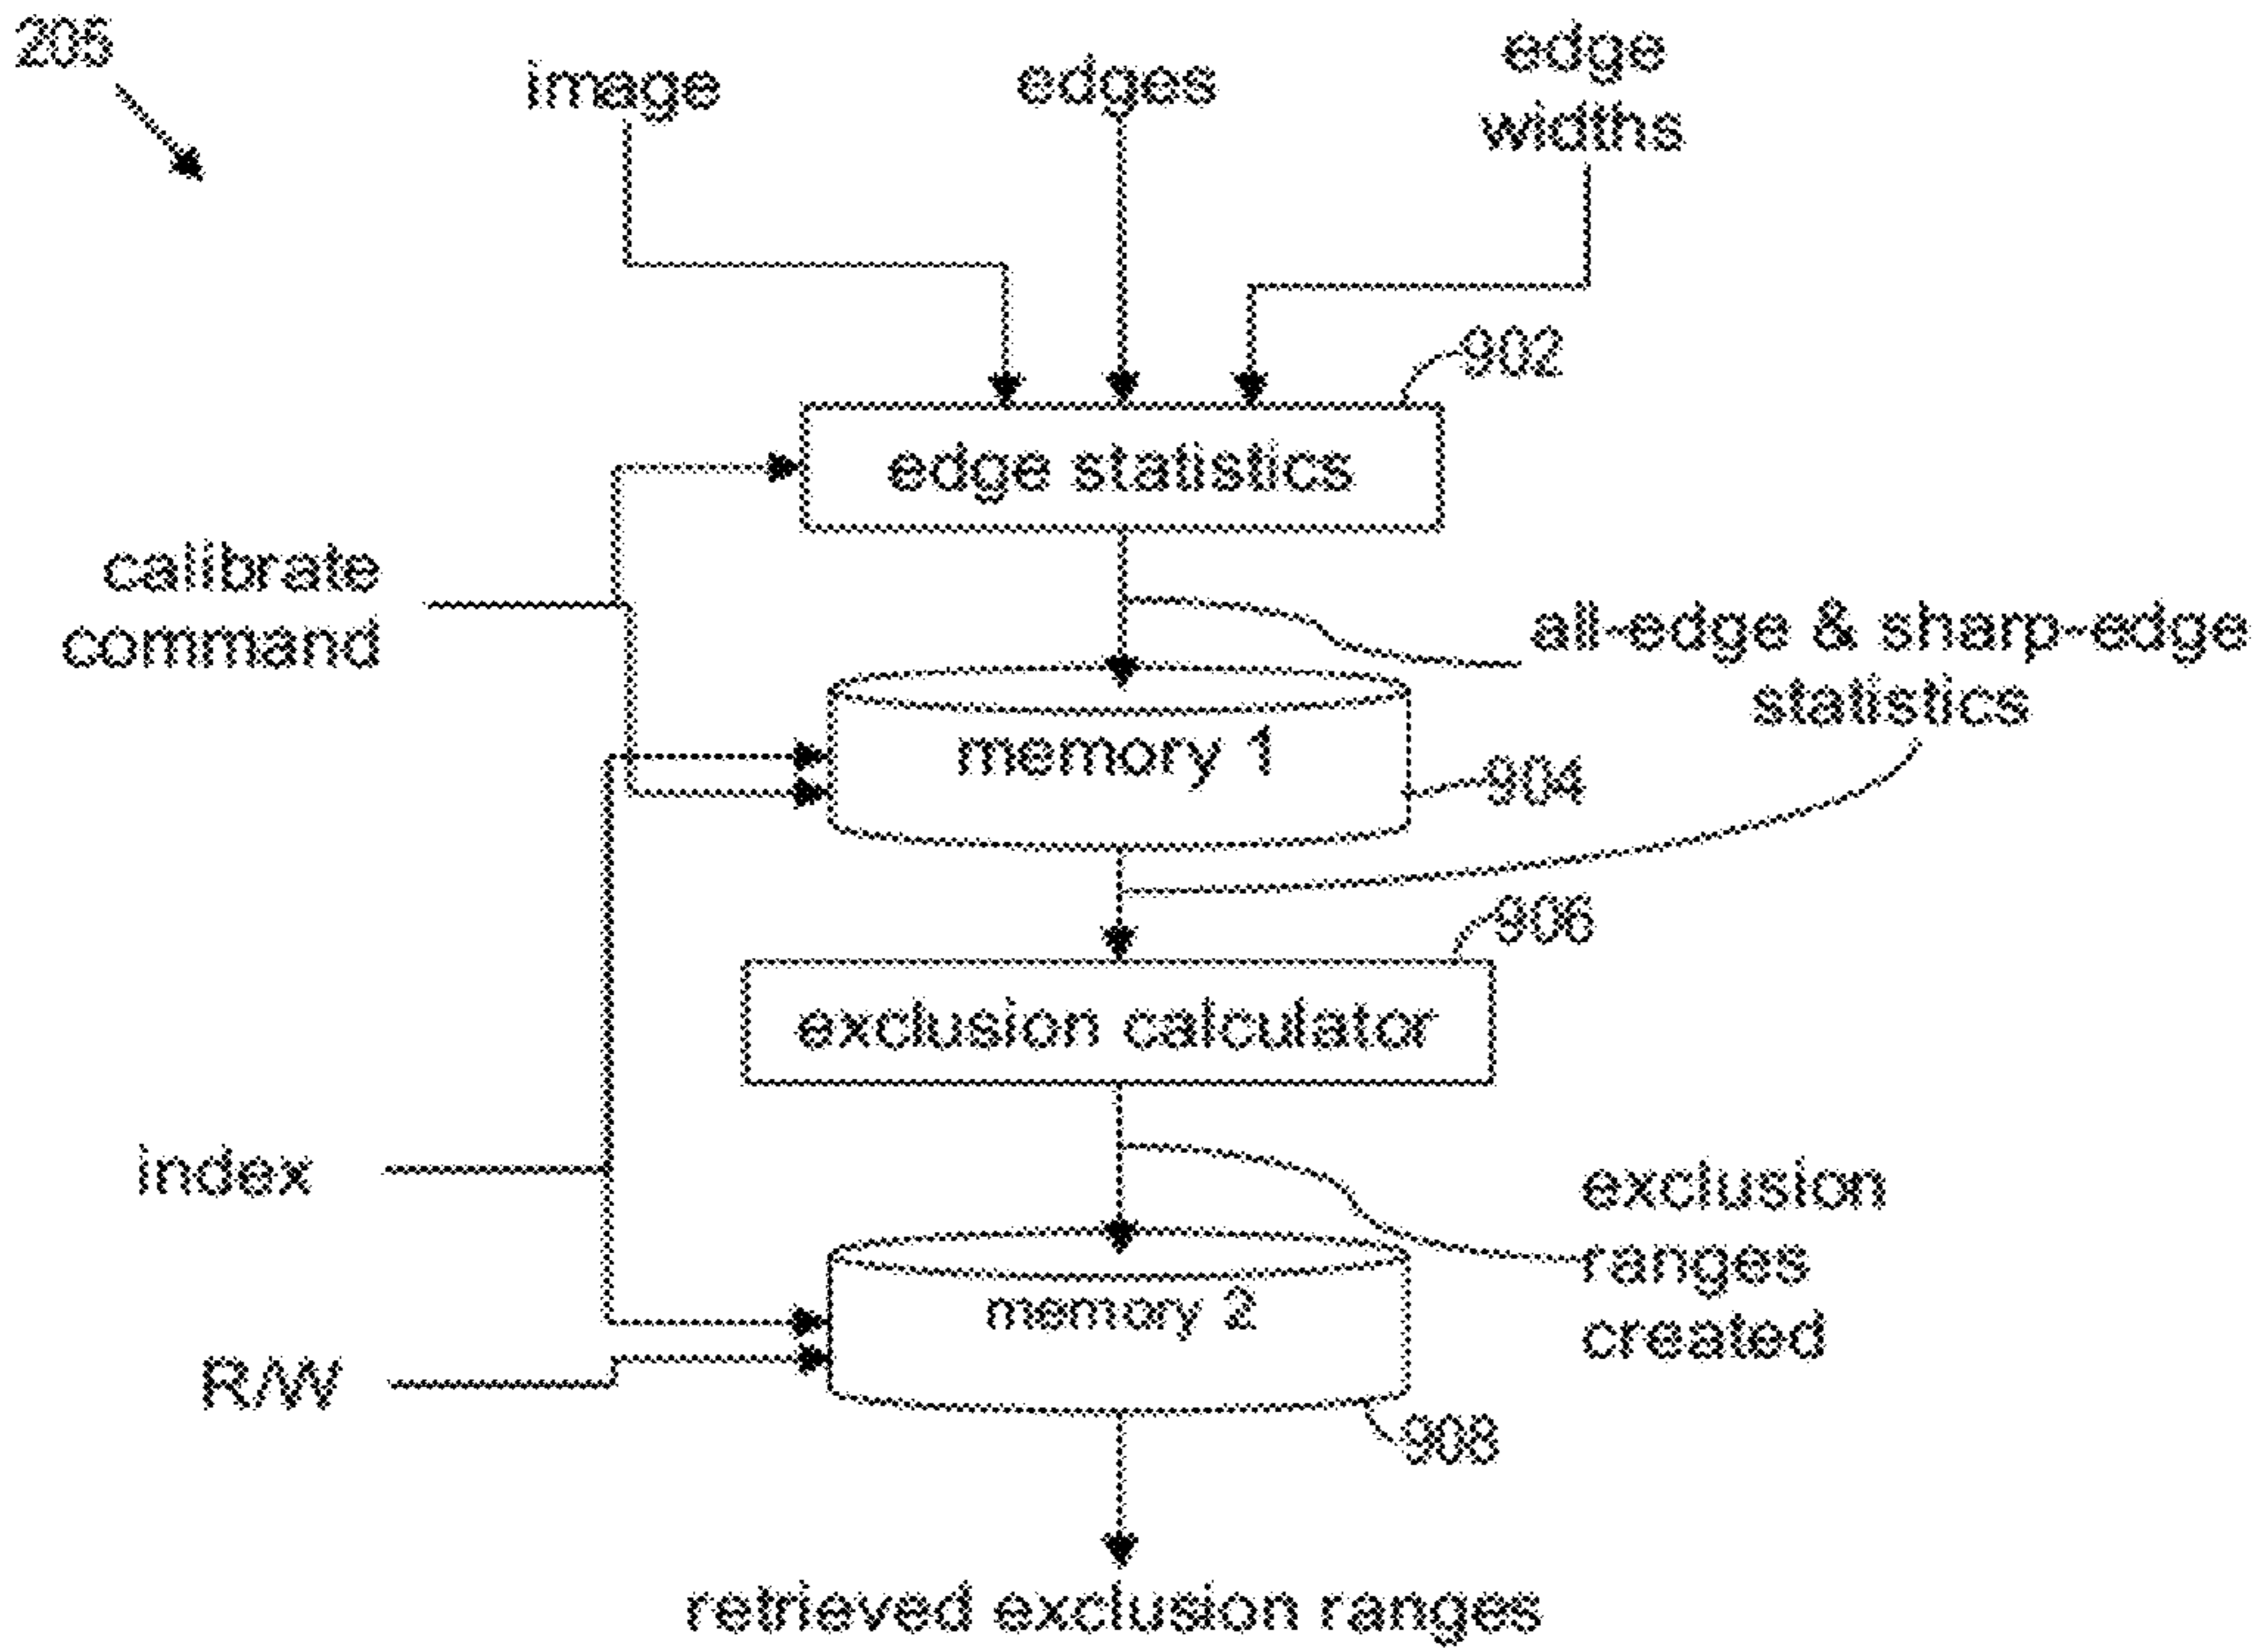 205
image
edges
edge
widths
902
edge statistics
calibrate
command
all-edge & sharp-edge
statistics
memory 1
904
906
exclusion calculator
index
exclusion
ranges
created
memory 2
R/W
908
retrieved exclusion ranges